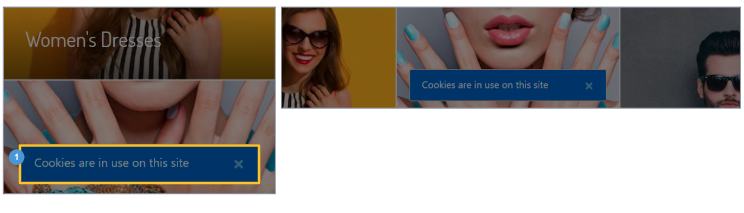 Women's Dresses
1
Cookies are in use on this site
Cookies are in use on this site